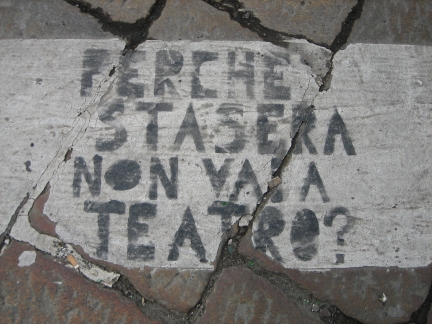 PERCHE'
STASERA
NON VAI A
TEATRO?